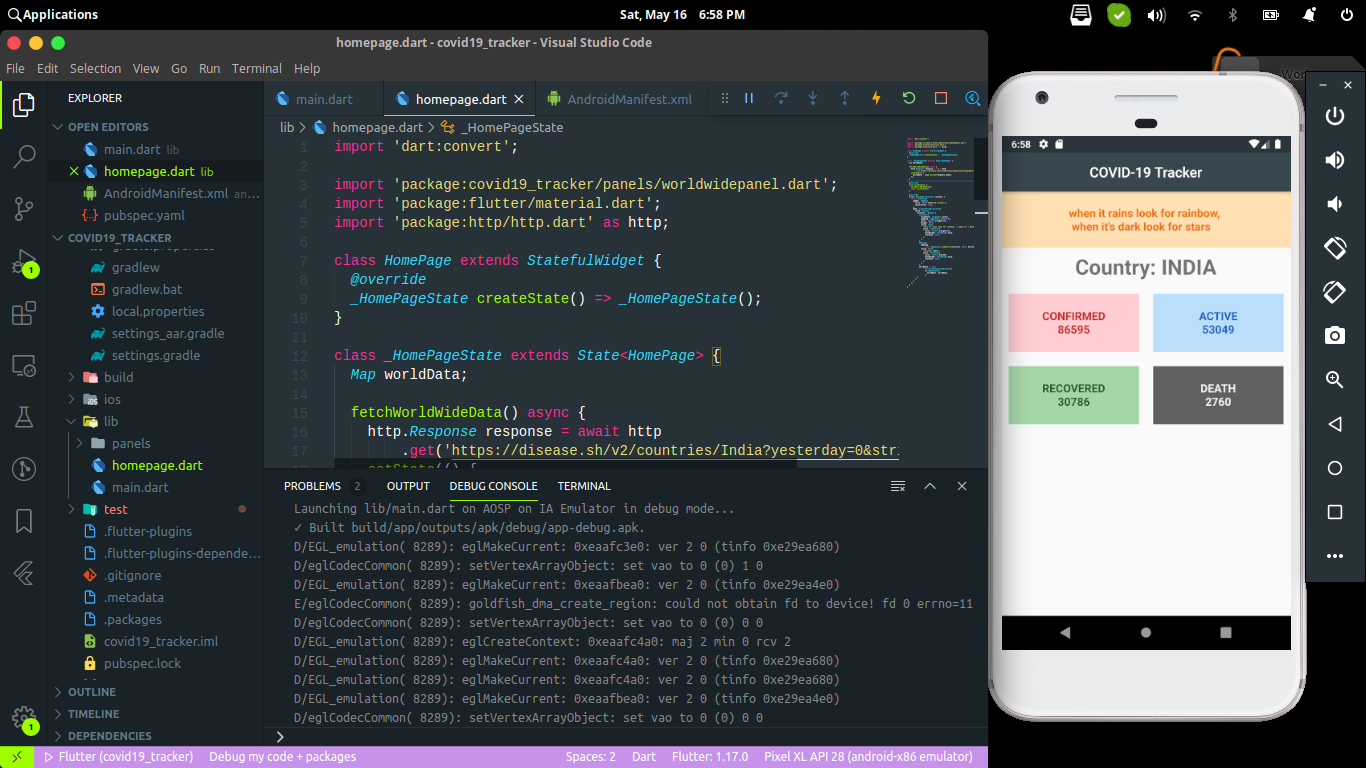 Applications
Sat, May 16 6:58 PM
homepage.dart - covid19_tracker - Visual Studio Code
File Edit Selection View Go Run Terminal Help
EXPLORER
OPEN EDITORS
main.dart lib
homepage.dart lib
AndroidManifest.xml an...
pubspec.yaml
COVID19_TRACKER
gradlew
gradlew.bat
local.properties
settings_aar.gradle
settings.gradle
build
ios
lib
panels
homepage.dart
main.dart
test
.flutter-plugins
.flutter-plugins-depende...
.gitignore
.metadata
.packages
covid19_tracker.iml
pubspec.lock
OUTLINE
TIMELINE
DEPENDENCIES
1
1
main.dart homepage.dart AndroidManifest.xml
lib > homepage.dart > _HomePageState
1 import 'dart:convert';
2
3 import 'package:covid19_tracker/panels/worldwidepanel.dart';
4 import 'package:flutter/material.dart';
5 import 'package:http/http.dart' as http;
6
7 class HomePage extends StatefulWidget {
8 @override
9 _HomePageState createState() => _HomePageState();
10 }
11
12 class _HomePageState extends State<HomePage> {
13 Map worldData;
14
15 fetchWorldWideData() async {
16 http.Response response = await http
17 .get('https://disease.sh/v2/countries/India?yesterday=0&stri
setState(() {
PROBLEMS 2 OUTPUT DEBUG CONSOLE TERMINAL
Launching lib/main.dart on AOSP on IA Emulator in debug mode...
✓ Built build/app/outputs/apk/debug/app-debug.apk.
D/EGL_emulation( 8289): eglMakeCurrent: 0xeaafc3e0: ver 2 0 (tinfo 0xe29ea680)
D/eglCodecCommon( 8289): setVertexArrayObject: set vao to 0 (0) 1 0
D/EGL_emulation( 8289): eglMakeCurrent: 0xeaafbea0: ver 2 0 (tinfo 0xe29ea4e0)
E/eglCodecCommon( 8289): goldfish_dma_create_region: could not obtain fd to device! fd 0 errno=11
D/eglCodecCommon( 8289): setVertexArrayObject: set vao to 0 (0) 0 0
D/EGL_emulation( 8289): eglCreateContext: 0xeaafc4a0: maj 2 min 0 rcv 2
D/EGL_emulation( 8289): eglMakeCurrent: 0xeaafc4a0: ver 2 0 (tinfo 0xe29ea680)
D/EGL_emulation( 8289): eglMakeCurrent: 0xeaafc4a0: ver 2 0 (tinfo 0xe29ea680)
D/EGL_emulation( 8289): eglMakeCurrent: 0xeaafbea0: ver 2 0 (tinfo 0xe29ea4e0)
D/eglCodecCommon( 8289): setVertexArrayObject: set vao to 0 (0) 0 0
Flutter (covid19_tracker) Debug my code + packages Spaces: 2 Dart Flutter: 1.17.0 Pixel XL API 28 (android-x86 emulator)
6:58
COVID-19 Tracker
when it rains look for rainbow,
when it's dark look for stars
Country: INDIA
CONFIRMED
86595
ACTIVE
53049
RECOVERED
30786
DEATH
2760